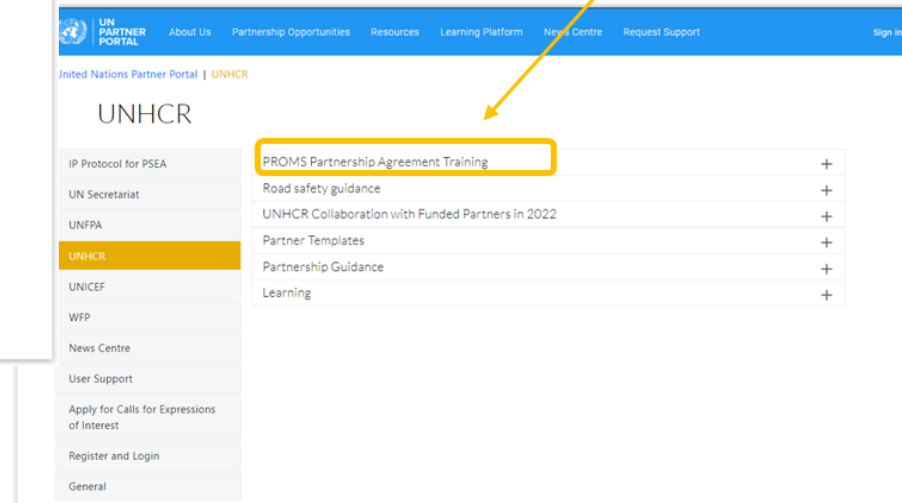 UN
PARTNER
PORTAL
About Us
Partnership Opportunities
Resources
Learning Platform
News Centre
Request Support
Sign in
United Nations Partner Portal | UNHCR
UNHCR
IP Protocol for PSEA
UN Secretariat
UNFPA
UNHCR
UNICEF
WFP
News Centre
User Support
Apply for Calls for Expressions
of Interest
Register and Login
General
PROMS Partnership Agreement Training +
Road safety guidance +
UNHCR Collaboration with Funded Partners in 2022 +
Partner Templates +
Partnership Guidance +
Learning +